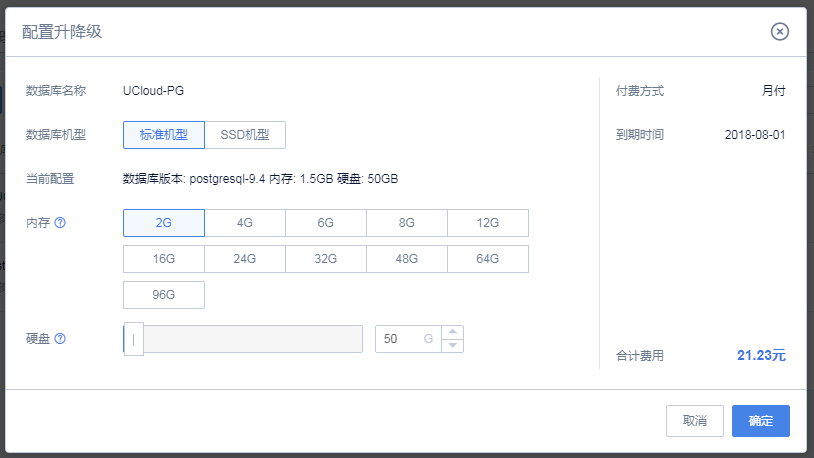 配置升降级
数据库名称 UCloud-PG
数据库机型 标准机型 SSD机型
当前配置 数据库版本: postgresql-9.4 内存: 1.5GB 硬盘: 50GB
内存 2G 4G 6G 8G 12G
16G 24G 32G 48G 64G
96G
硬盘 50 G
付费方式 月付
到期时间 2018-08-01
合计费用 21.23元
取消 确定